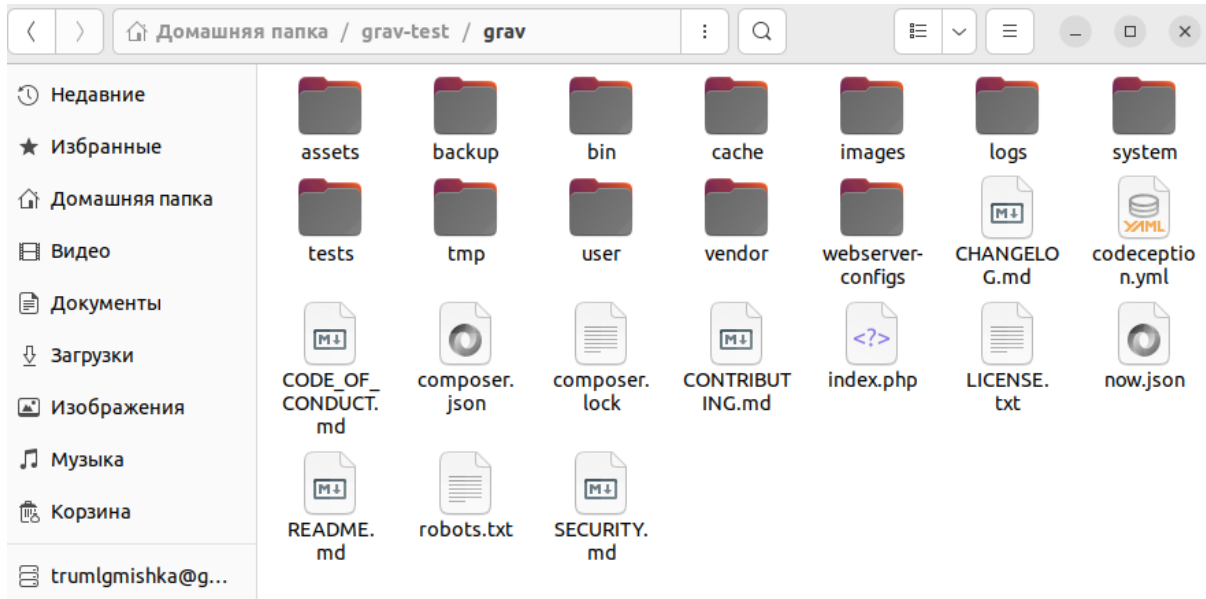 Домашняя папка / grav-test / grav
Недавние
Избранные
Домашняя папка
Видео
Документы
Загрузки
Изображения
Музыка
Корзина
trumlgmishka@g...
assets
backup
bin
cache
images
logs
system
tests
tmp
user
vendor
webserver-
configs
CHANGELO
G.md
codeceptio
n.yml
CODE_OF_
CONDUCT.
md
composer.
json
composer.
lock
CONTRIBUT
ING.md
index.php
LICENSE.
txt
now.json
README.
md
robots.txt
SECURITY.
md
M↓
YAML
M↓
M↓
<?>
M↓
M↓